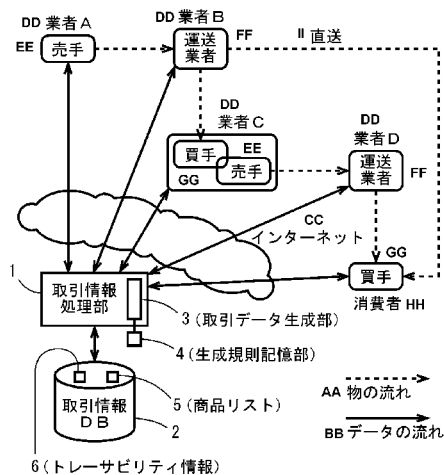 DD 業者A
EE 売手
DD 業者B
運送
業者
FF
II 直送
DD
業者C
買手
EE
売手
GG
DD
業者D
運送
業者
FF
CC
インターネット
GG
買手
消費者 HH
1
取引情報
処理部
3 (取引データ生成部)
4 (生成規則記憶部)
取引情報
DB
5 (商品リスト)
2
6 (トレーサビリティ情報)
AA 物の流れ
BB データの流れ